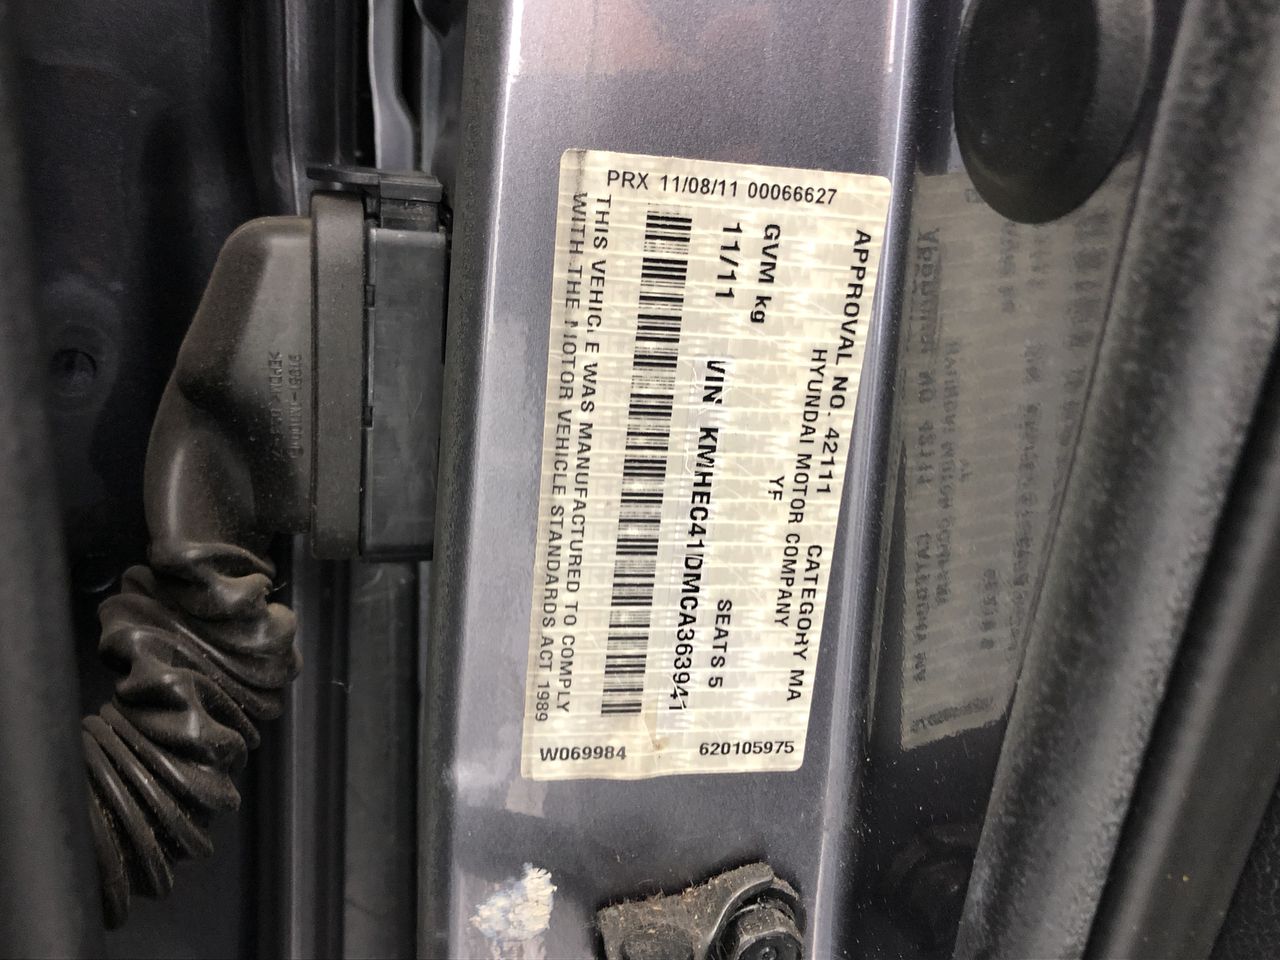 APPROVAL NO. 42111 CATEGORY MA
HYUNDAI MOTOR COMPANY
GVM kg YF
11/11 SEATS 5
VIN KMHEC41DMCA363941
THIS VEHICLE WAS MANUFACTURED TO COMPLY
WITH THE MOTOR VEHICLE STANDARDS ACT 1989
PRX 11/08/11 00066627
W069984 620105975